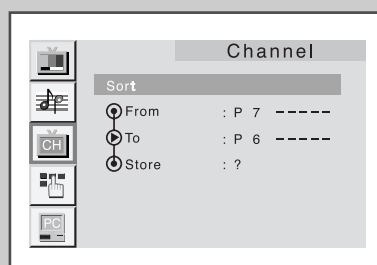 Channel
Sort
From : P 7 -----
To : P 6 -----
Store : ?
CH
PC